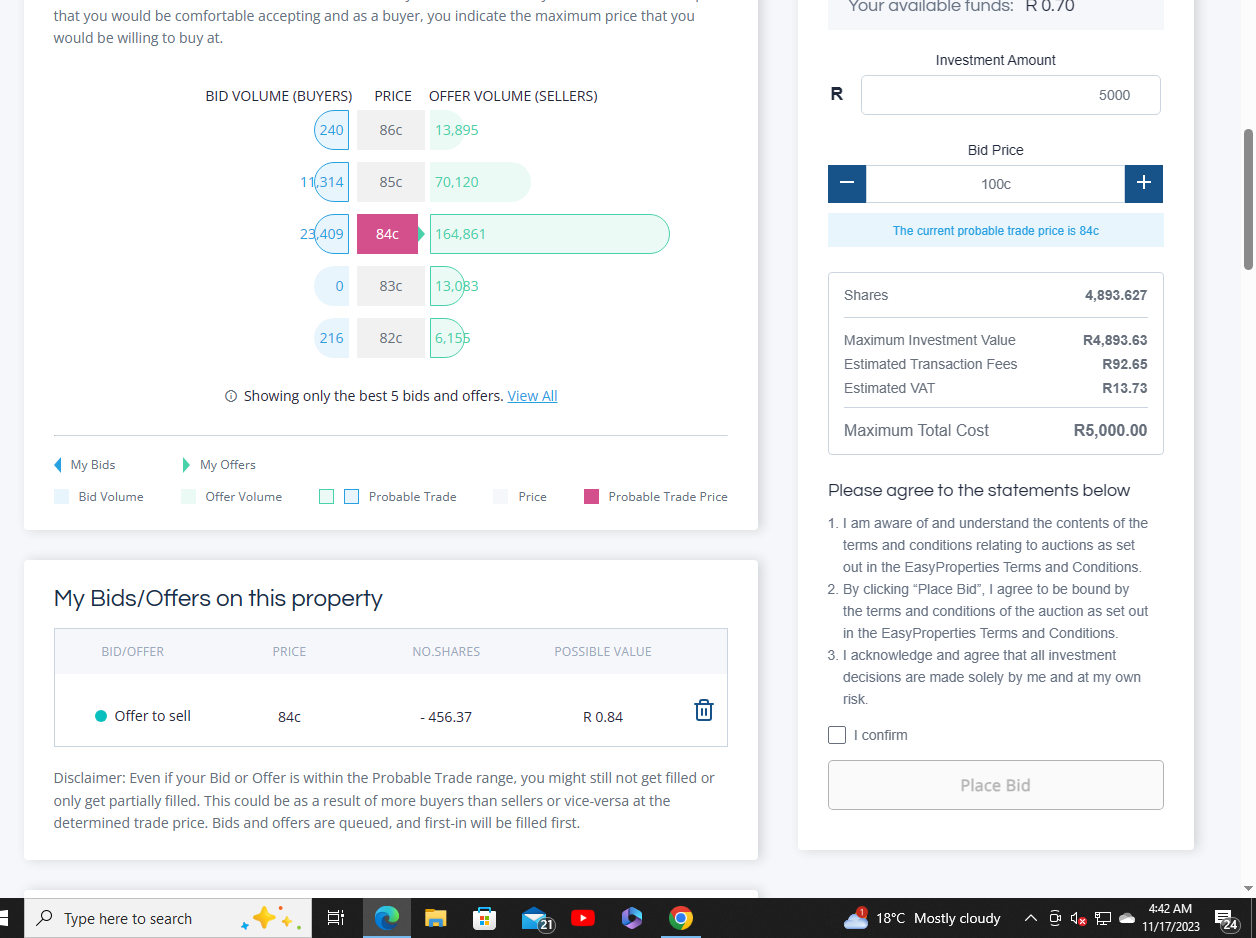 that you would be comfortable accepting and as a buyer, you indicate the maximum price that you
would be willing to buy at.
BID VOLUME (BUYERS) PRICE OFFER VOLUME (SELLERS)
240 86c 13,895
11,314 85c 70,120
23,409 84c 164,861
0 83c 13,083
216 82c 6,155
Showing only the best 5 bids and offers. View All
My Bids My Offers
Bid Volume Offer Volume Probable Trade Price Probable Trade Price
My Bids/Offers on this property
BID/OFFER PRICE NO.SHARES POSSIBLE VALUE
Offer to sell 84c - 456.37 R 0.84
Disclaimer: Even if your Bid or Offer is within the Probable Trade range, you might still not get filled or
only get partially filled. This could be as a result of more buyers than sellers or vice-versa at the
determined trade price. Bids and offers are queued, and first-in will be filled first.
Your available funds: R 0.70
Investment Amount
R 5000
Bid Price
− 100c +
The current probable trade price is 84c
Shares 4,893.627
Maximum Investment Value R4,893.63
Estimated Transaction Fees R92.65
Estimated VAT R13.73
Maximum Total Cost R5,000.00
Please agree to the statements below
1. I am aware of and understand the contents of the
terms and conditions relating to auctions as set
out in the EasyProperties Terms and Conditions.
2. By clicking “Place Bid”, I agree to be bound by
the terms and conditions of the auction as set out
in the EasyProperties Terms and Conditions.
3. I acknowledge and agree that all investment
decisions are made solely by me and at my own
risk.
I confirm
Place Bid
Type here to search 21 1 18°C Mostly cloudy 4:42 AM
11/17/2023 24